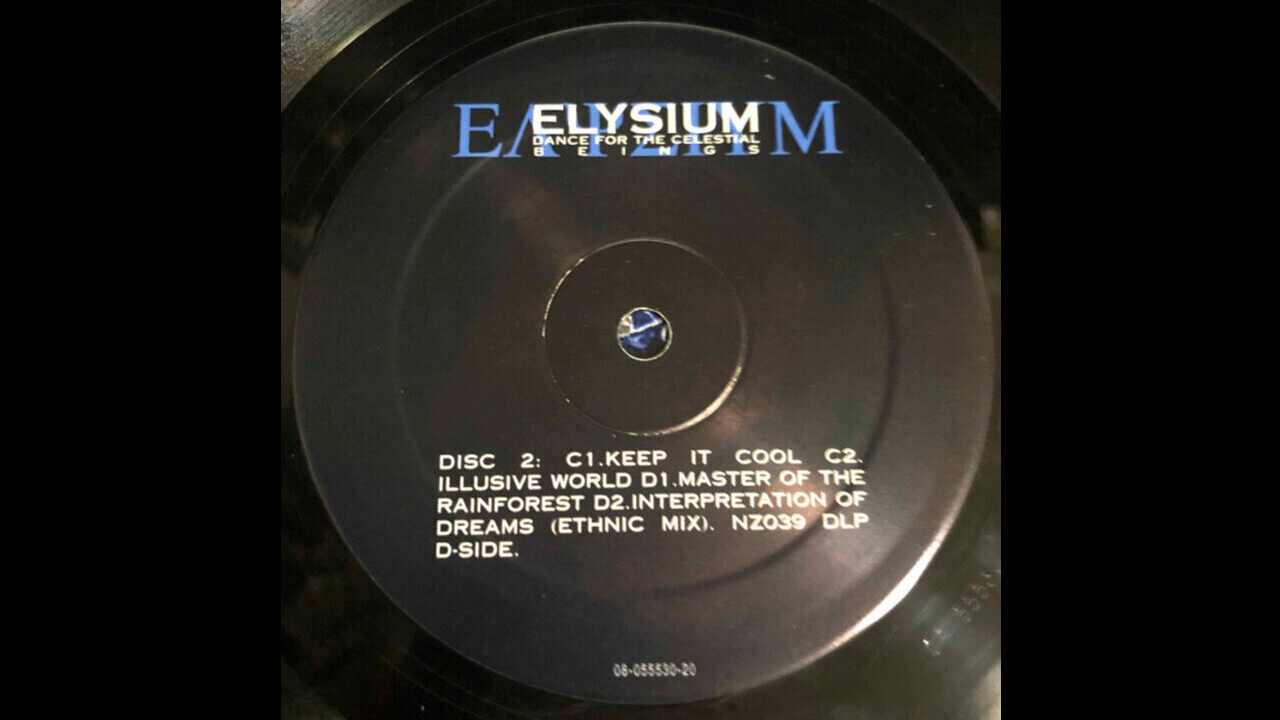 ELYSIUM
DANCE FOR THE CELESTIAL
BEINGS
DISC 2: C1.KEEP IT COOL C2.
ILLUSIVE WORLD D1.MASTER OF THE
RAINFOREST D2.INTERPRETATION OF
DREAMS (ETHNIC MIX). NZ039 DLP
D-SIDE.
06-055530-20